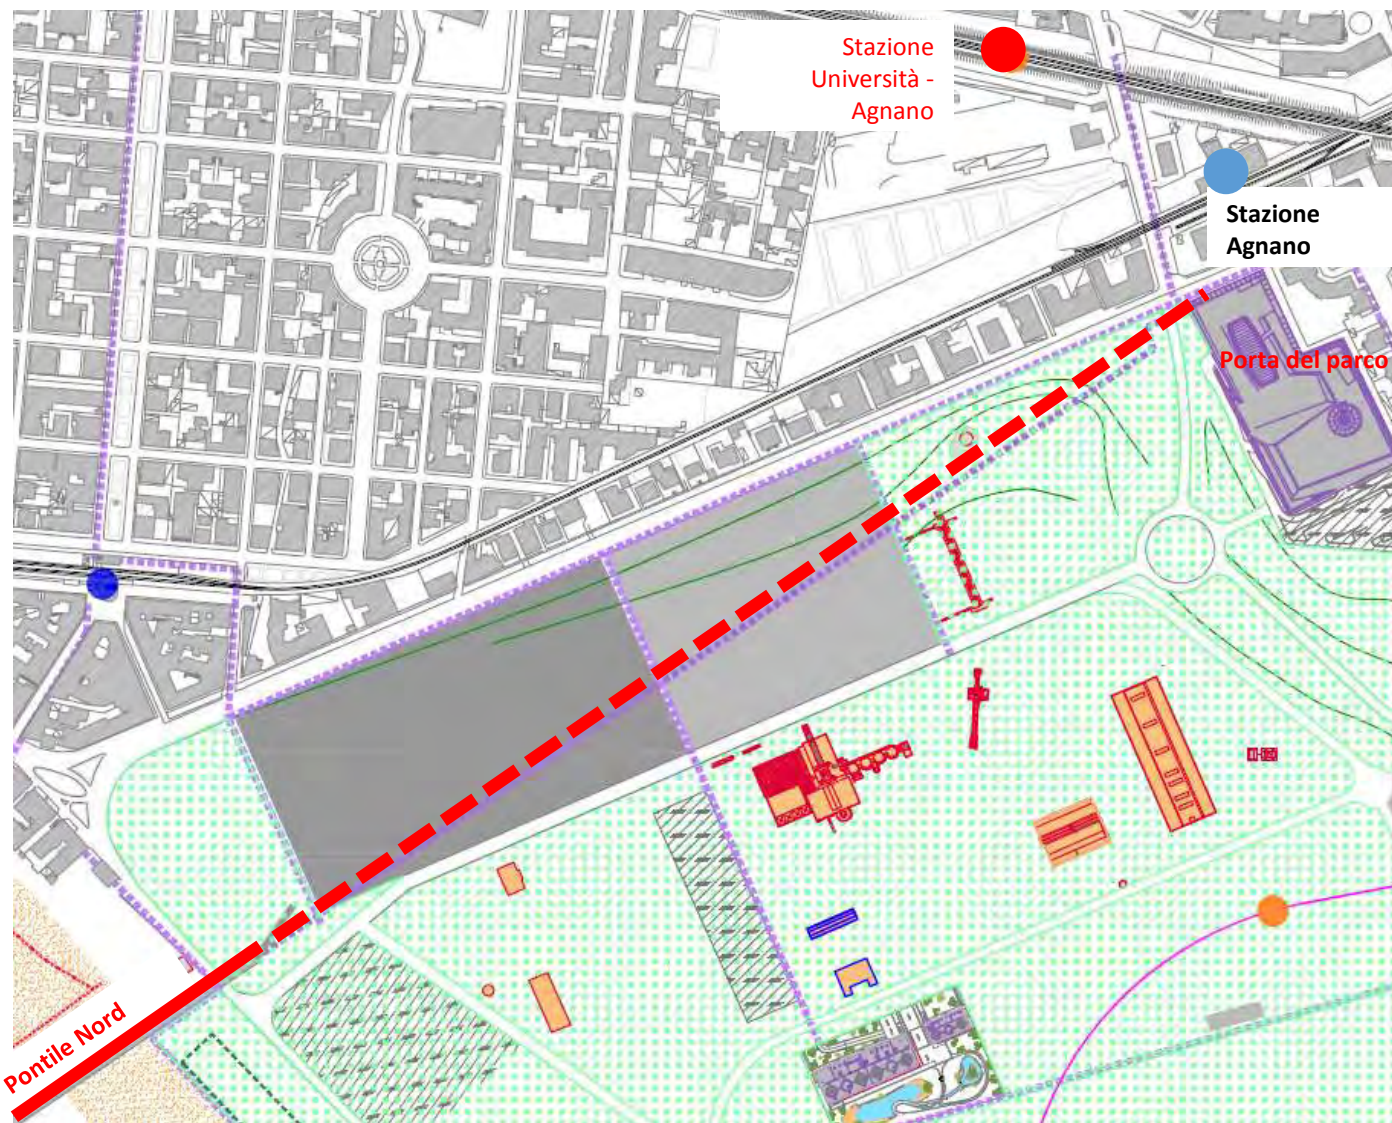 Stazione
Università -
Agnano
Stazione
Agnano
Porta del parco
Pontile Nord